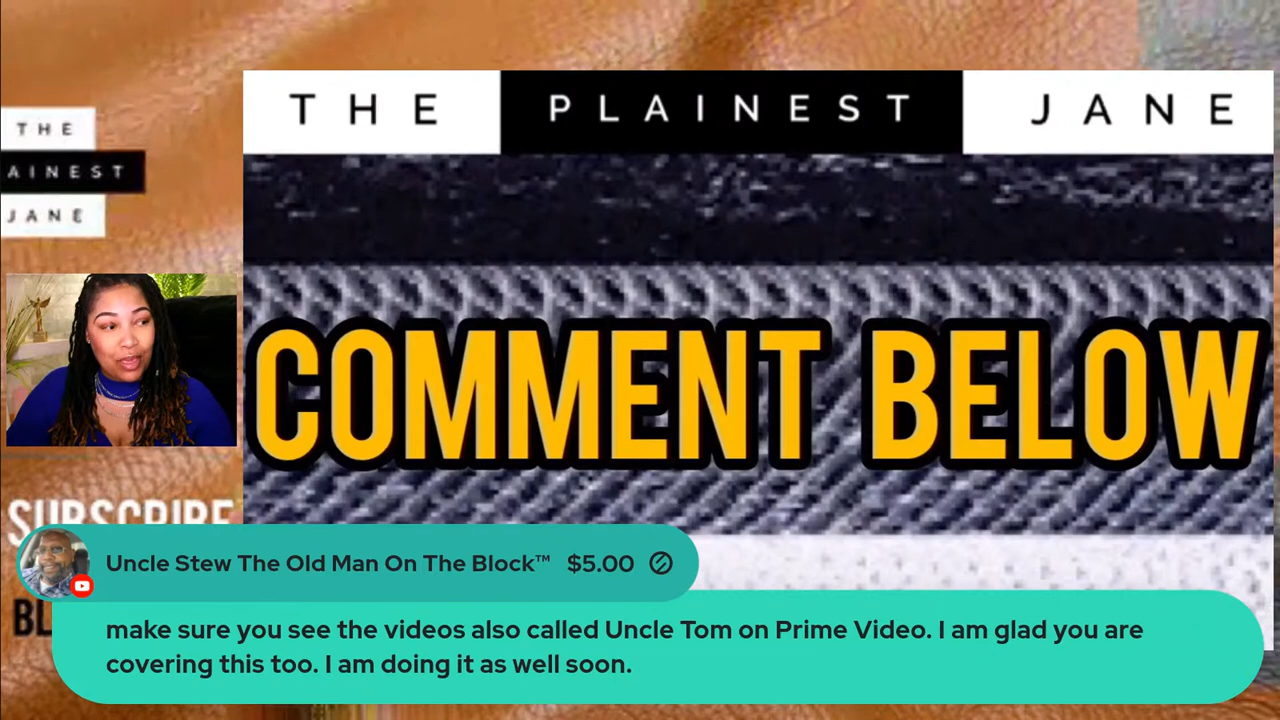 THE PLAINEST JANE
THE
AINEST
JANE
COMMENT BELOW
SUBSCRIBE
BL
Uncle Stew The Old Man On The Block™ $5.00
make sure you see the videos also called Uncle Tom on Prime Video. I am glad you are
covering this too. I am doing it as well soon.